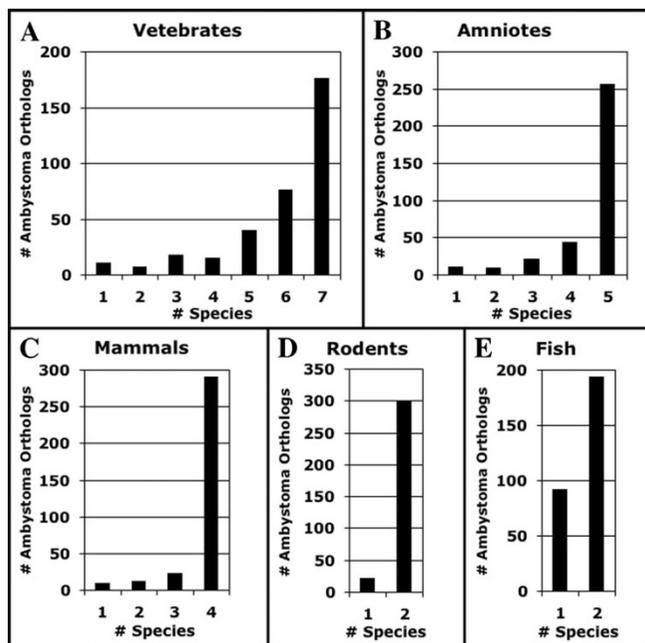 A Vetebrates
# Ambystoma Orthologs
200
150
100
50
0
1 2 3 4 5 6 7
# Species
B Amniotes
# Ambystoma Orthologs
300
250
200
150
100
50
0
1 2 3 4 5
# Species
C Mammals
# Ambystoma Orthologs
300
250
200
150
100
50
0
1 2 3 4
# Species
D Rodents
# Ambystoma Orthologs
350
300
250
200
150
100
50
0
1 2
# Species
E Fish
# Ambystoma Orthologs
200
150
100
50
0
1 2
# Species